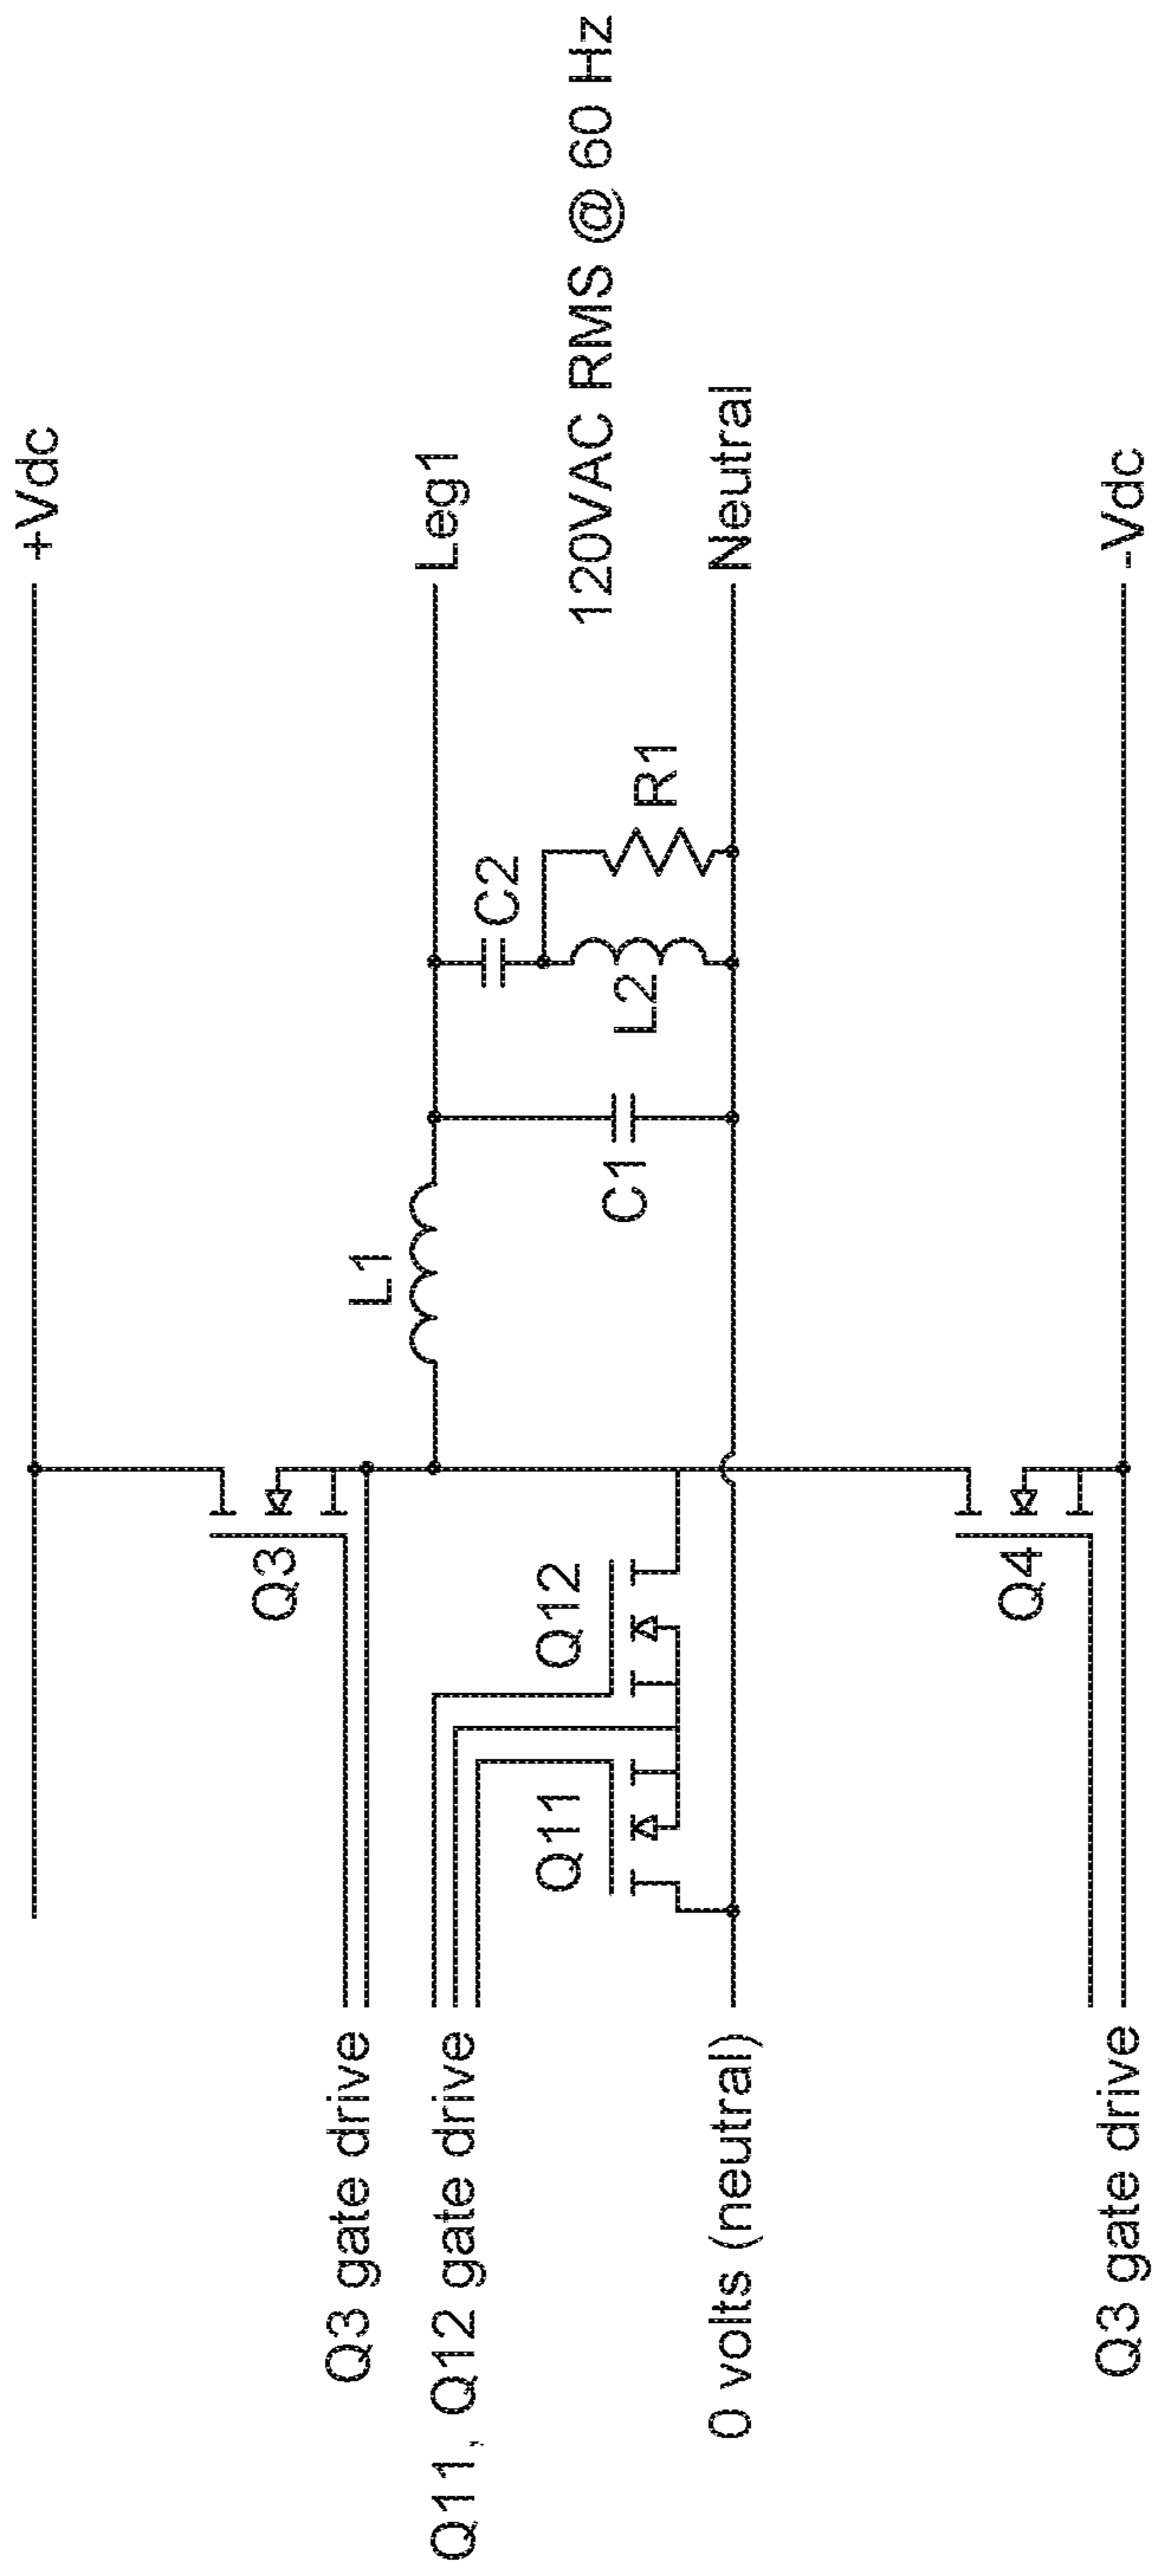 +Vdc
Q3 gate drive
Q3
L1
Leg1
Q11, Q12 gate drive
Q11
Q12
C2
C1
L2
R1
120VAC RMS @ 60 Hz
0 volts (neutral)
Neutral
Q4
Q3 gate drive
-Vdc